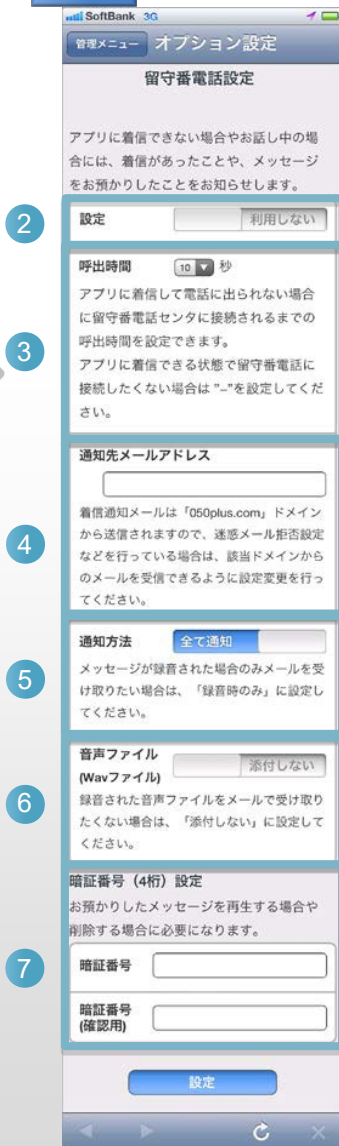 SoftBank 3G
管理メニュー オプション設定
留守番電話設定
アプリに着信できない場合やお話し中の場
合には、着信があったことや、メッセージ
をお預かりしたことをお知らせします。
② 設定 利用しない
③ 呼出時間 10 ▼ 秒
アプリに着信して電話に出られない場合
に留守番電話センタに接続されるまでの
呼出時間を設定できます。
アプリに着信できる状態で留守番電話に
接続したくない場合は "–"を設定してくだ
さい。
④ 通知先メールアドレス
着信通知メールは「050plus.com」ドメイン
から送信されますので、迷惑メール拒否設定
などを行っている場合は、該当ドメインから
のメールを受信できるように設定変更を行っ
てください。
⑤ 通知方法 全て通知
メッセージが録音された場合のみメールを受
け取りたい場合は、「録音時のみ」に設定し
てください。
⑥ 音声ファイル
(Wavファイル) 添付しない
録音された音声ファイルをメールで受け取り
たくない場合は、「添付しない」に設定して
ください。
暗証番号（4桁）設定
お預かりしたメッセージを再生する場合や
削除する場合に必要になります。
⑦ 暗証番号
暗証番号
(確認用)
設定